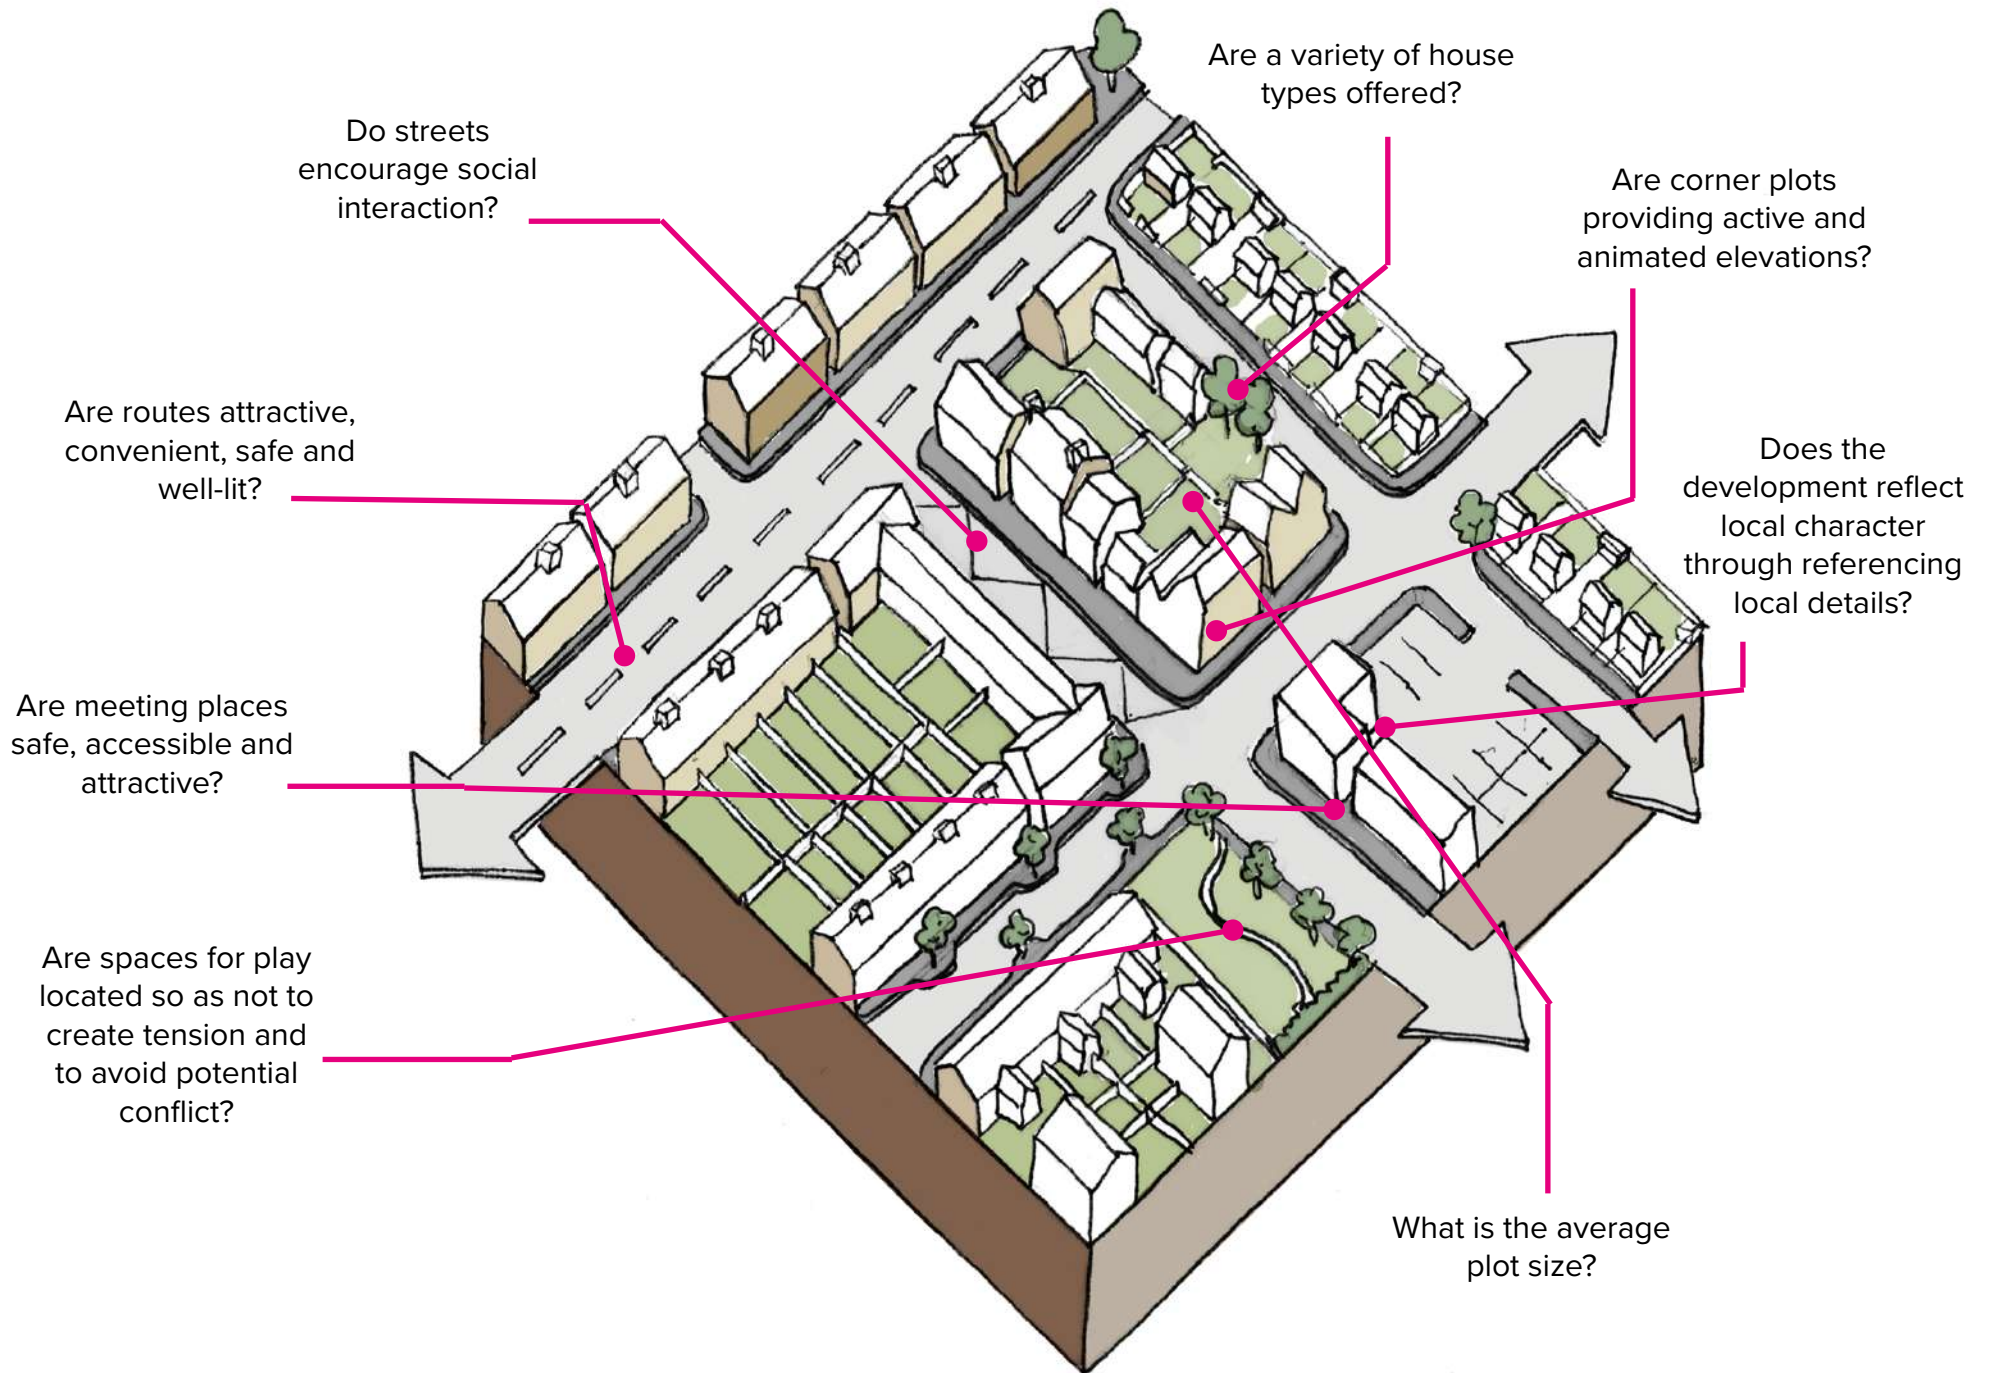 Are a variety of house
types offered?
Do streets
encourage social
interaction?
Are corner plots
providing active and
animated elevations?
Are routes attractive,
convenient, safe and
well-lit?
Does the
development reflect
local character
through referencing
local details?
Are meeting places
safe, accessible and
attractive?
Are spaces for play
located so as not to
create tension and
to avoid potential
conflict?
What is the average
plot size?